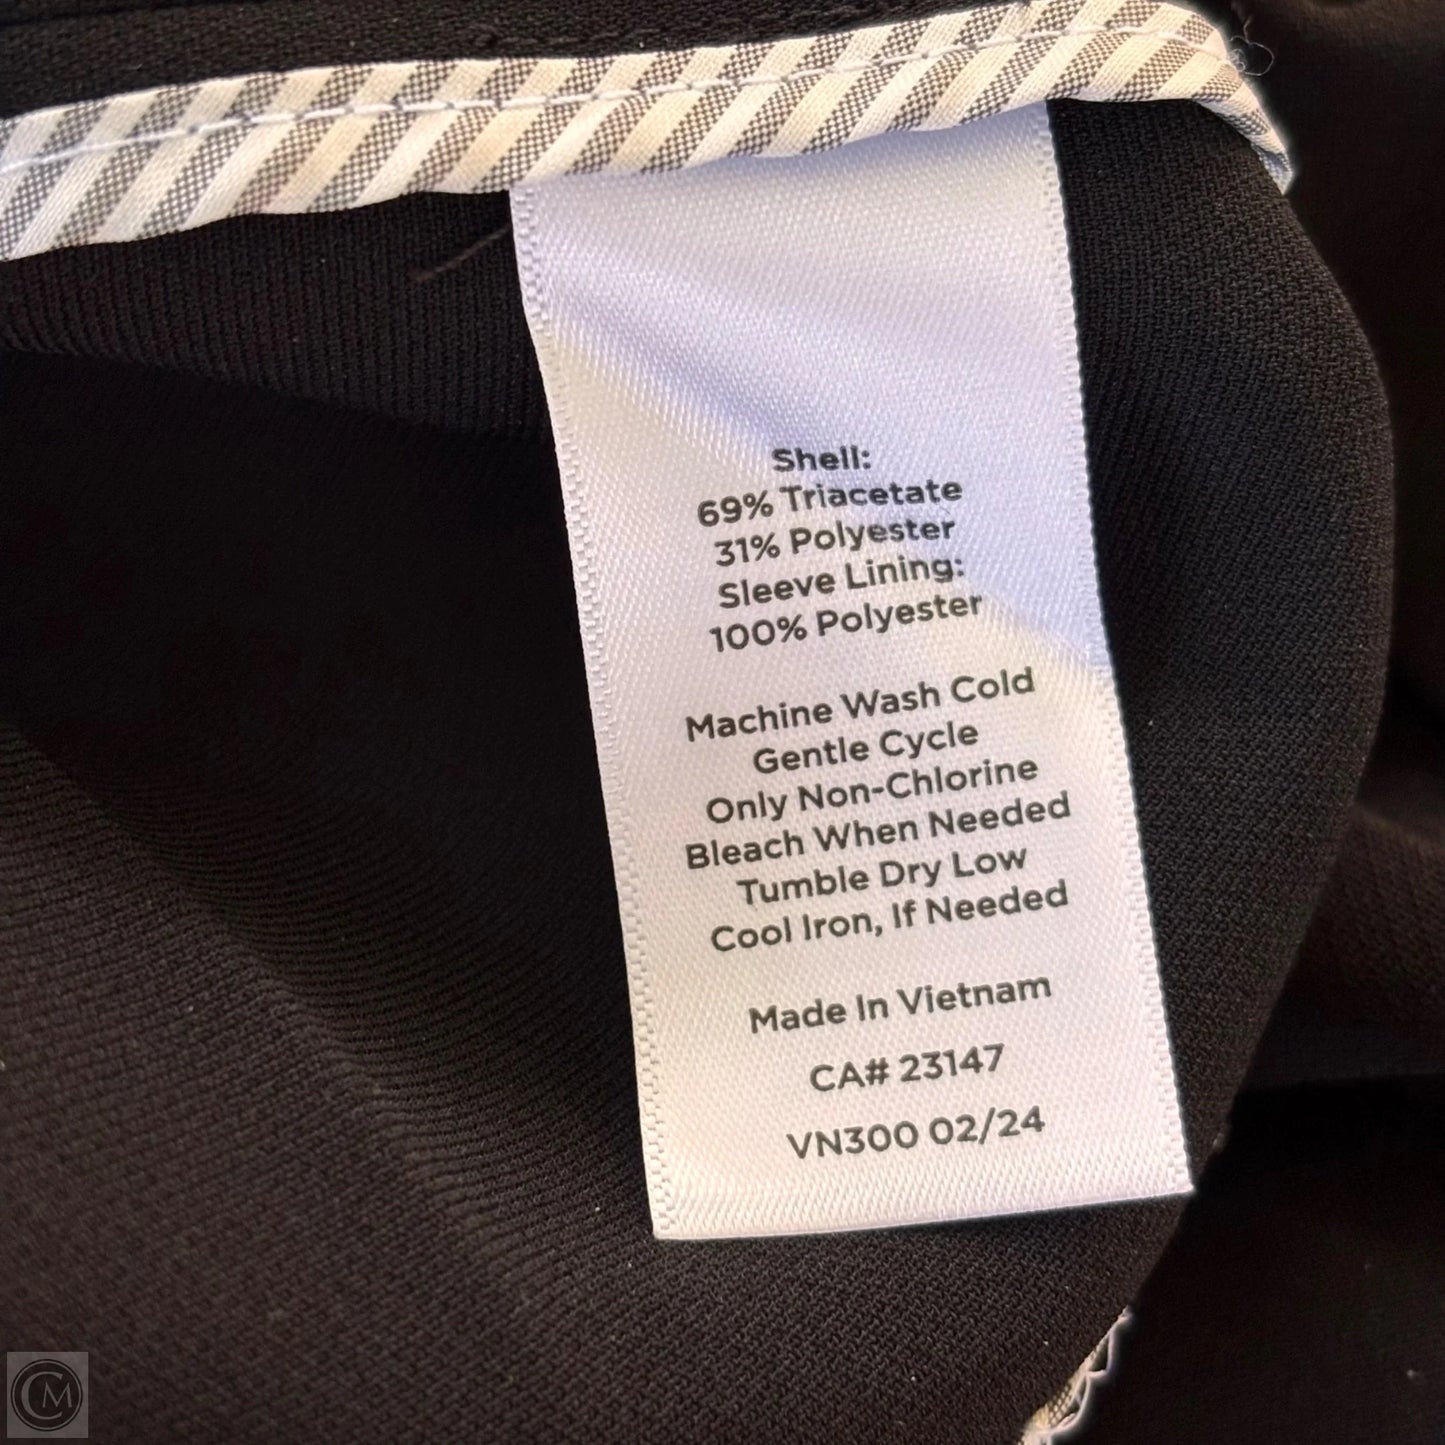 Shell:
69% Triacetate
31% Polyester
Sleeve Lining:
100% Polyester
Machine Wash Cold
Gentle Cycle
Only Non-Chlorine
Bleach When Needed
Tumble Dry Low
Cool Iron, If Needed
Made In Vietnam
CA# 23147
VN300 02/24
CM